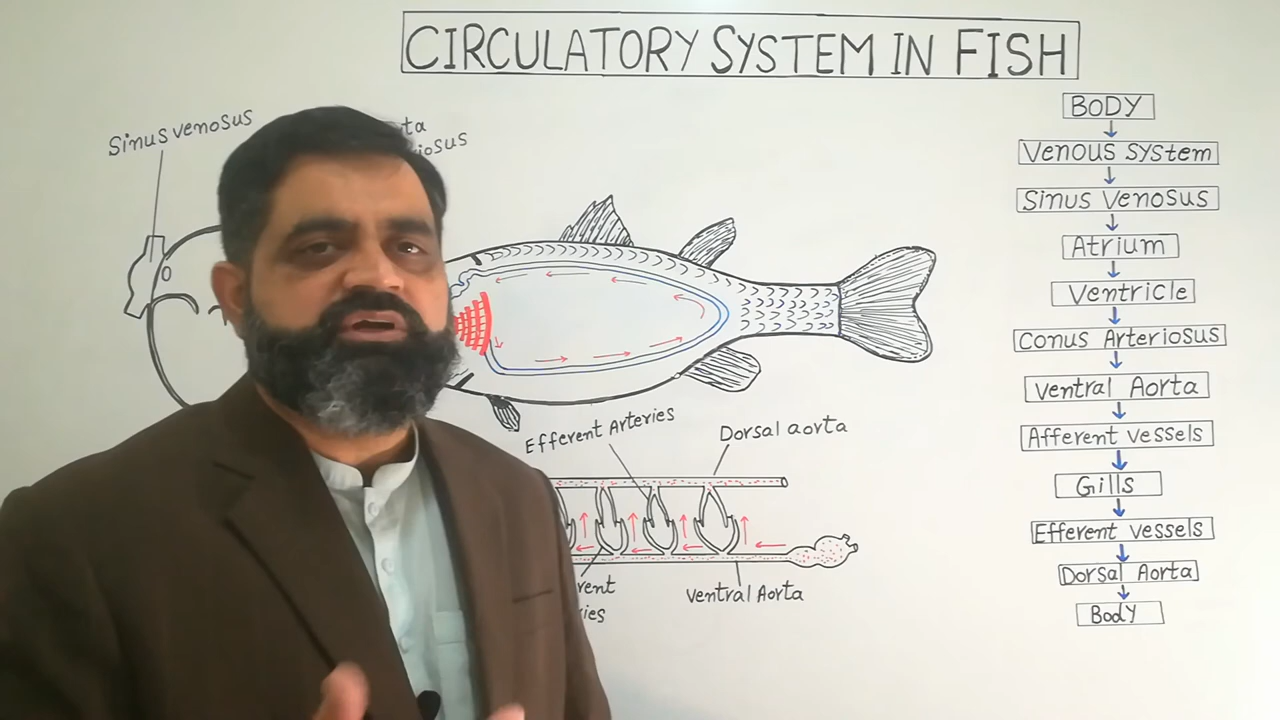 CIRCULATORY SYSTEM IN FISH
Sinus venosus
BODY
Venous system
Sinus Venosus
Atrium
Ventricle
Conus Arteriosus
Ventral Aorta
Afferent vessels
Gills
Efferent vessels
Dorsal Aorta
Body
Efferent Arteries
Dorsal aorta
Ventral Aorta